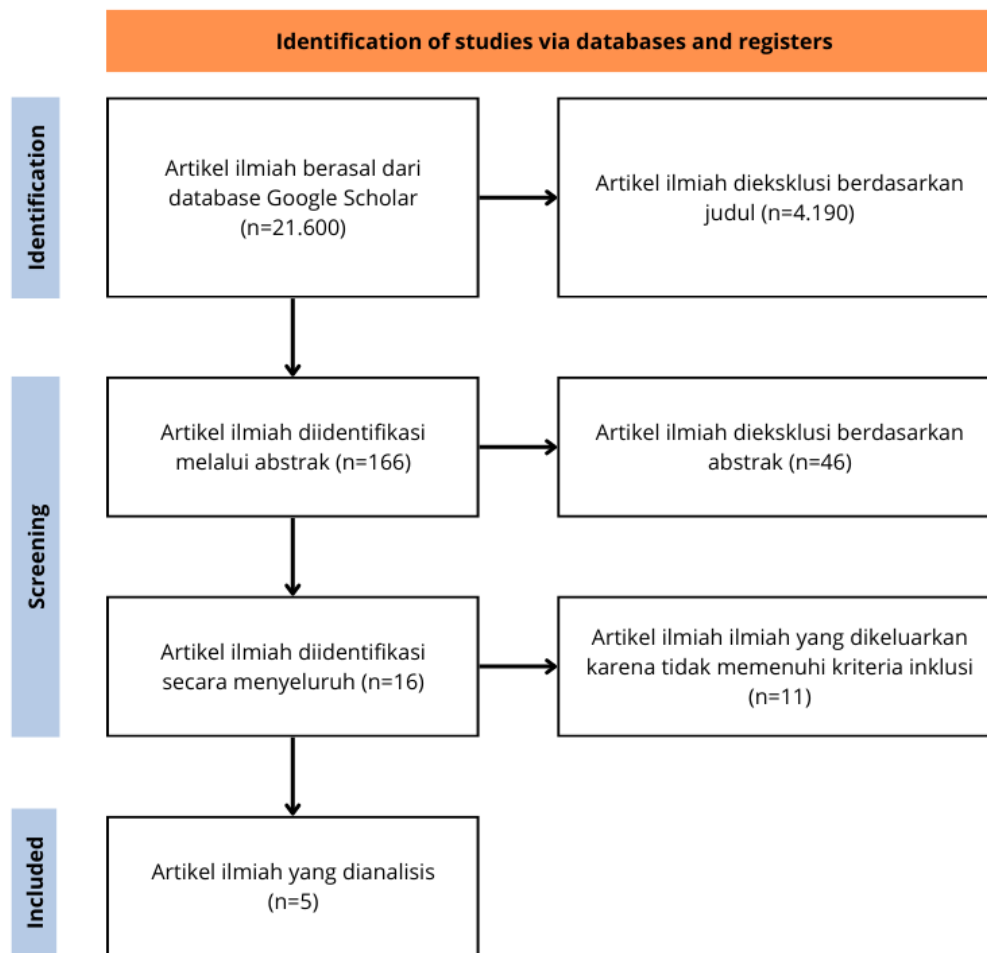 Identification of studies via databases and registers
Identification
Artikel ilmiah berasal dari
database Google Scholar
(n=21.600)
Artikel ilmiah dieksklusi berdasarkan
judul (n=4.190)
Screening
Artikel ilmiah diidentifikasi
melalui abstrak (n=166)
Artikel ilmiah dieksklusi berdasarkan
abstrak (n=46)
Artikel ilmiah diidentifikasi
secara menyeluruh (n=16)
Artikel ilmiah ilmiah yang dikeluarkan
karena tidak memenuhi kriteria inklusi
(n=11)
Included
Artikel ilmiah yang dianalisis
(n=5)